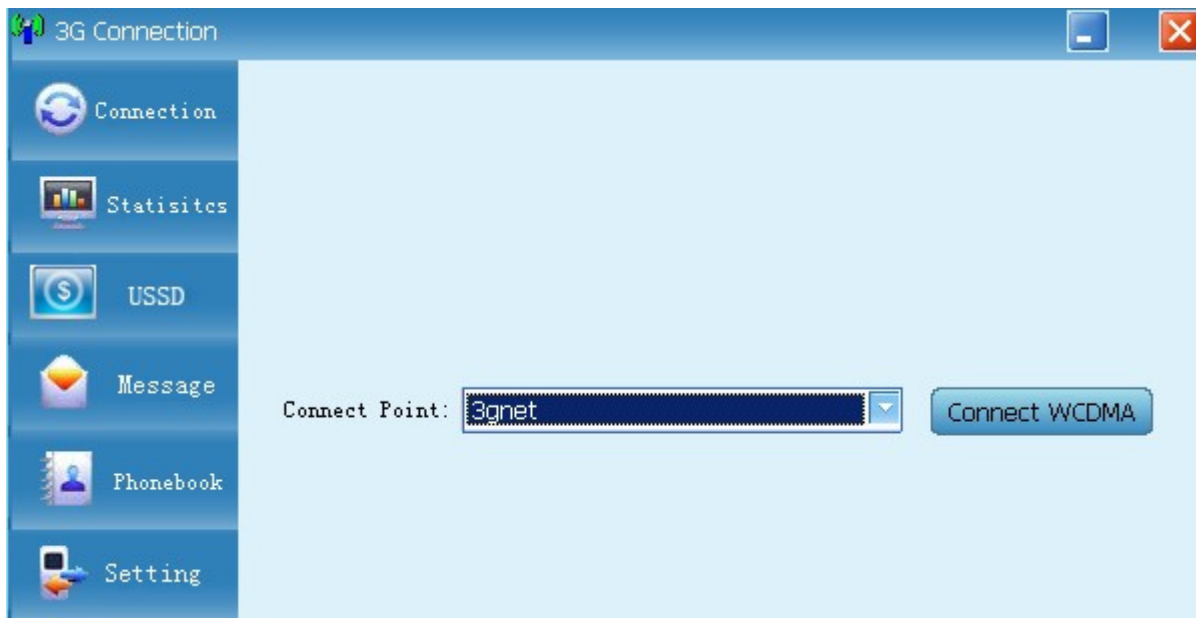 3G Connection
Connection
Statisitcs
USSD
Message
Connect Point: 3gnet Connect WCDMA
Phonebook
Setting